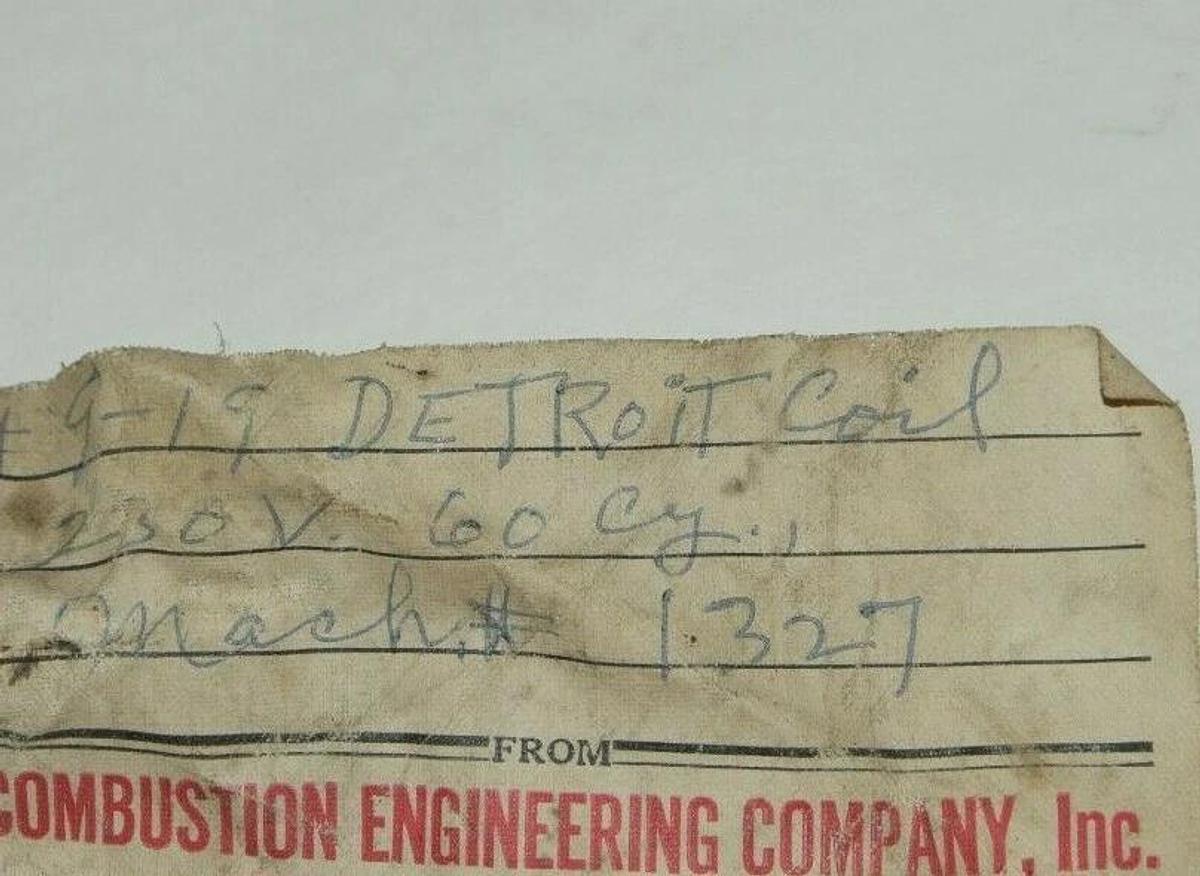 9-19 DETROiT Coil
230 V. 60 Cy.,
Mach.# 1327
FROM
COMBUSTION ENGINEERING COMPANY, Inc.